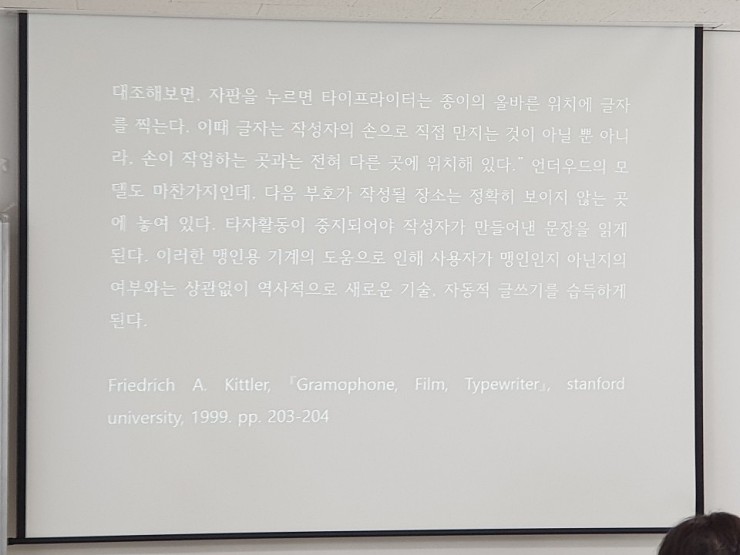 대조해보면, 자판을 누르면 타이프라이터는 종이의 올바른 위치에 글자
를 찍는다. 이때 글자는 작성자의 손으로 직접 만지는 것이 아닐 뿐 아니
라, 손이 작업하는 곳과는 전혀 다른 곳에 위치해 있다.” 언더우드의 모
델도 마찬가지인데, 다음 부호가 작성될 장소는 정확히 보이지 않는 곳
에 놓여 있다. 타자활동이 중지되어야 작성자가 만들어낸 문장을 읽게
된다. 이러한 맹인용 기계의 도움으로 인해 사용자가 맹인인지 아닌지의
여부와는 상관없이 역사적으로 새로운 기술, 자동적 글쓰기를 습득하게
된다.
Friedrich A. Kittler, 『Gramophone, Film, Typewriter』, stanford
university, 1999. pp. 203-204